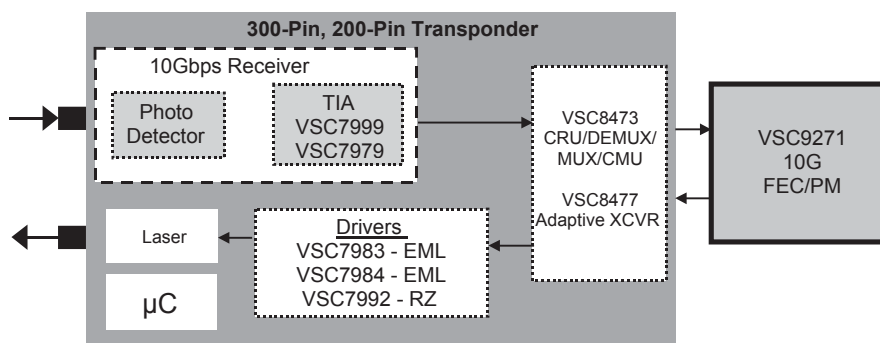 300-Pin, 200-Pin Transponder
10Gbps Receiver
Photo
Detector
TIA
VSC7999
VSC7979
VSC8473
CRU/DEMUX/
MUX/CMU
VSC8477
Adaptive XCVR
VSC9271
10G
FEC/PM
Laser
Drivers
VSC7983 - EML
VSC7984 - EML
VSC7992 - RZ
µC